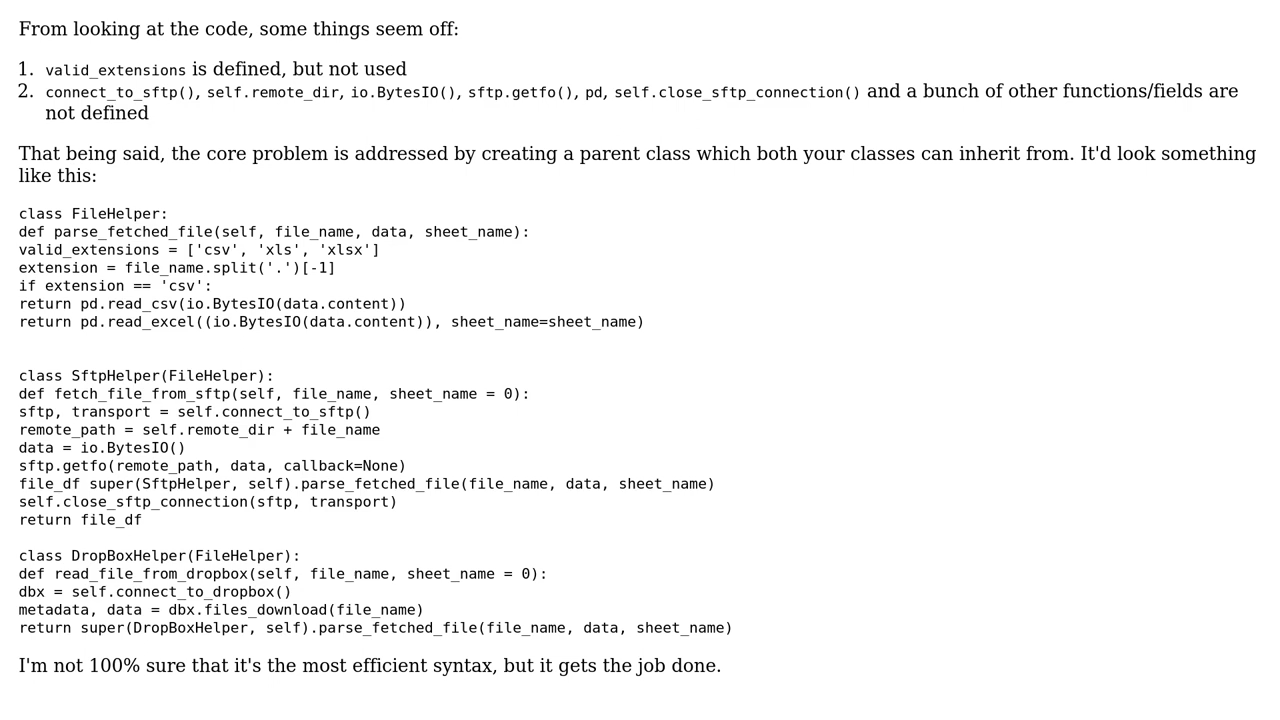 From looking at the code, some things seem off:
1. valid_extensions is defined, but not used
2. connect_to_sftp(), self.remote_dir, io.BytesIO(), sftp.getfo(), pd, self.close_sftp_connection() and a bunch of other functions/fields are
not defined
That being said, the core problem is addressed by creating a parent class which both your classes can inherit from. It'd look something
like this:
class FileHelper:
def parse_fetched_file(self, file_name, data, sheet_name):
valid_extensions = ['csv', 'xls', 'xlsx']
extension = file_name.split('.')[-1]
if extension == 'csv':
return pd.read_csv(io.BytesIO(data.content))
return pd.read_excel((io.BytesIO(data.content)), sheet_name=sheet_name)
class SftpHelper(FileHelper):
def fetch_file_from_sftp(self, file_name, sheet_name = 0):
sftp, transport = self.connect_to_sftp()
remote_path = self.remote_dir + file_name
data = io.BytesIO()
sftp.getfo(remote_path, data, callback=None)
file_df super(SftpHelper, self).parse_fetched_file(file_name, data, sheet_name)
self.close_sftp_connection(sftp, transport)
return file_df
class DropBoxHelper(FileHelper):
def read_file_from_dropbox(self, file_name, sheet_name = 0):
dbx = self.connect_to_dropbox()
metadata, data = dbx.files_download(file_name)
return super(DropBoxHelper, self).parse_fetched_file(file_name, data, sheet_name)
I'm not 100% sure that it's the most efficient syntax, but it gets the job done.